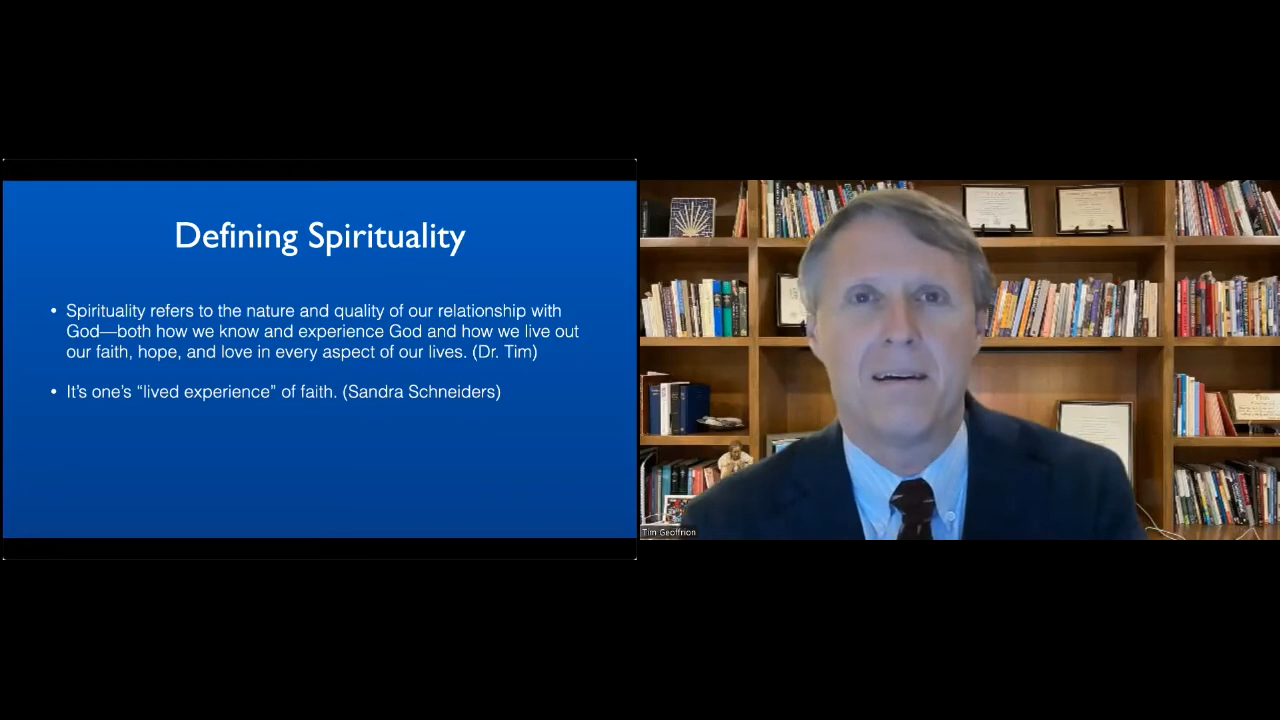 Defining Spirituality
• Spirituality refers to the nature and quality of our relationship with
God—both how we know and experience God and how we live out
our faith, hope, and love in every aspect of our lives. (Dr. Tim)
• It’s one’s “lived experience” of faith. (Sandra Schneiders)
Tim Geoffrion